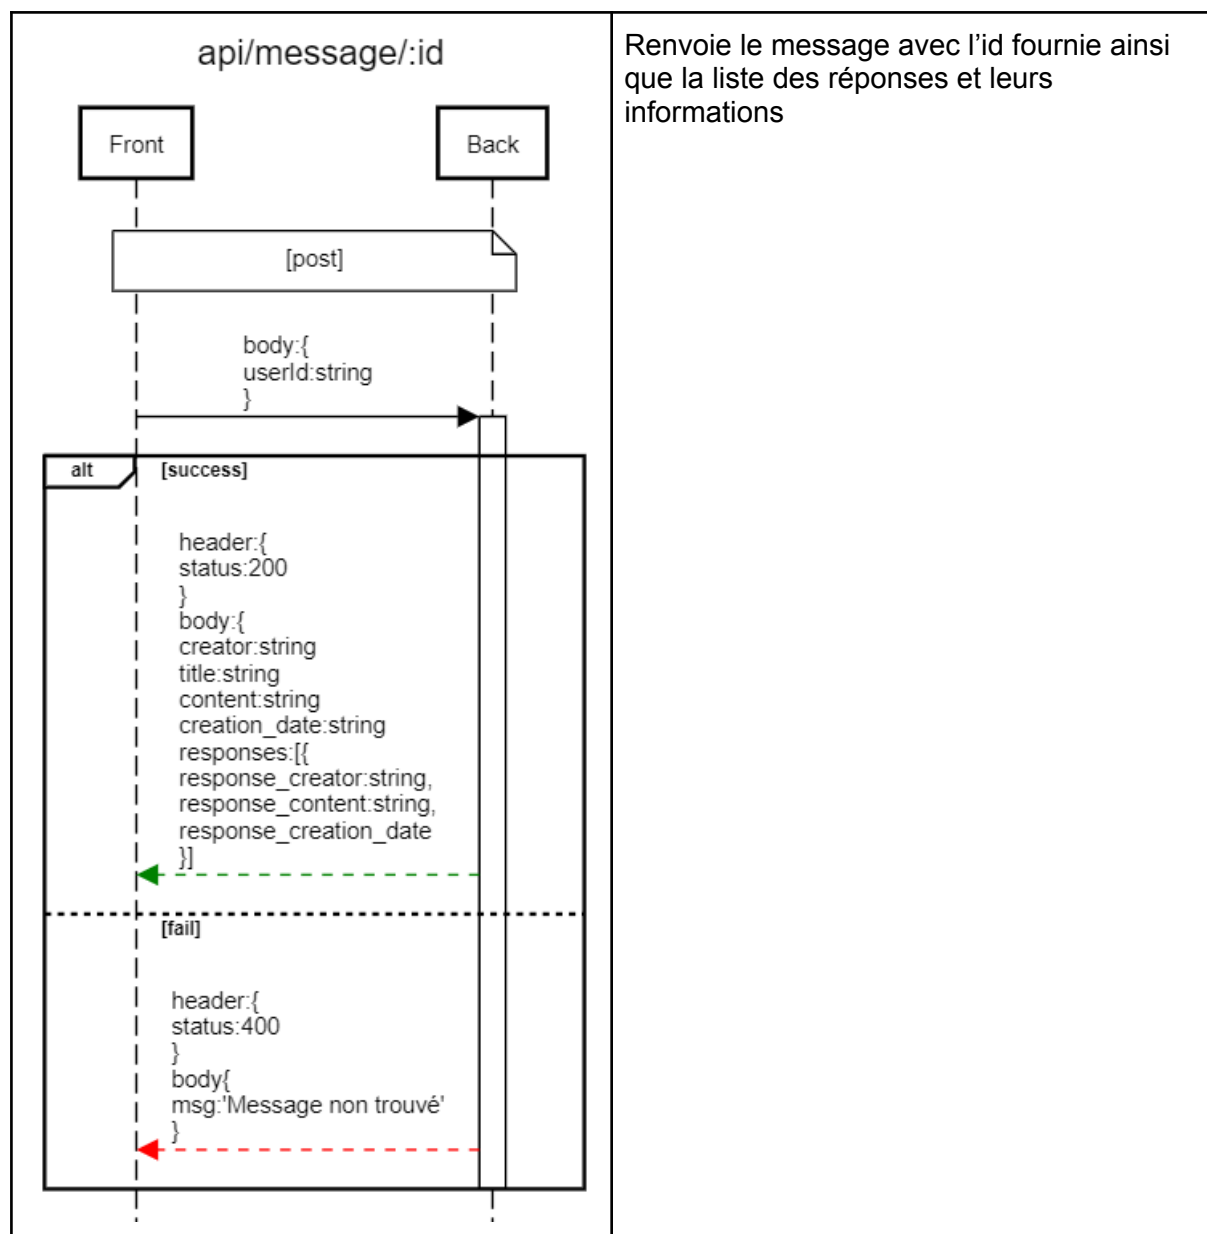 api/message/:id
Front
Back
[post]
body:{
userId:string
}
alt
[success]
header:{
status:200
}
body:{
creator:string
title:string
content:string
creation_date:string
responses:[{
response_creator:string,
response_content:string,
response_creation_date
}]
[fail]
header:{
status:400
}
body{
msg:'Message non trouvé'
}
Renvoie le message avec l’id fournie ainsi
que la liste des réponses et leurs
informations